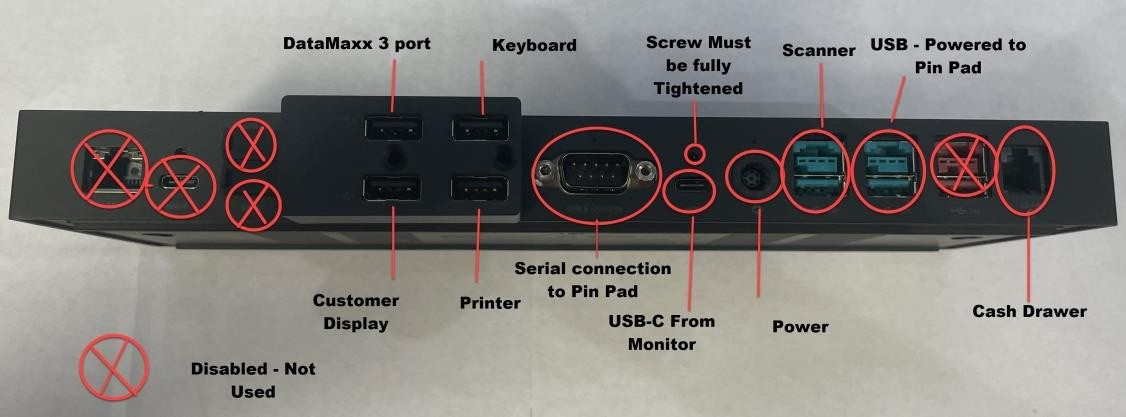 DataMaxx 3 port
Keyboard
Screw Must
be fully
Tightened
Scanner
USB - Powered to
Pin Pad
Serial connection
to Pin Pad
Customer
Display
Printer
USB-C From
Monitor
Power
Cash Drawer
Disabled - Not
Used